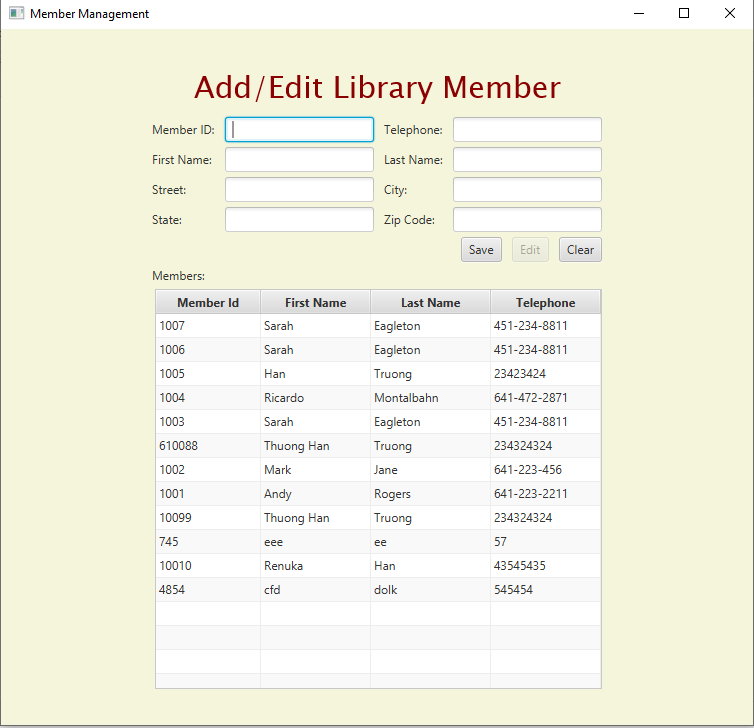 Member Management
Add/Edit Library Member
Member ID: Telephone:
First Name: Last Name:
Street: City:
State: Zip Code:
Save Edit Clear
Members:
Member Id First Name Last Name Telephone
1007 Sarah Eagleton 451-234-8811
1006 Sarah Eagleton 451-234-8811
1005 Han Truong 23423424
1004 Ricardo Montalbahn 641-472-2871
1003 Sarah Eagleton 451-234-8811
610088 Thuong Han Truong 234324324
1002 Mark Jane 641-223-456
1001 Andy Rogers 641-223-2211
10099 Thuong Han Truong 234324324
745 eee ee 57
10010 Renuka Han 43545435
4854 cfd dolk 545454